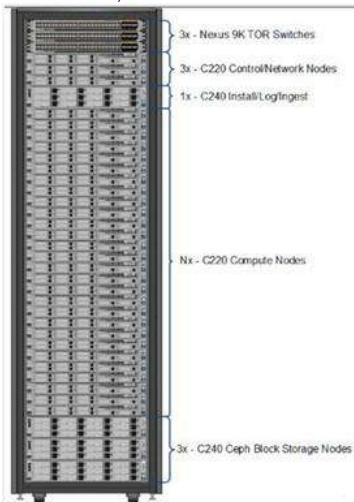 3x - Nexus 9K TOR Switches
3x - C220 Control/Network Nodes
1x - C240 Install/Log/Ingest
Nx - C220 Compute Nodes
3x - C240 Ceph Block Storage Nodes